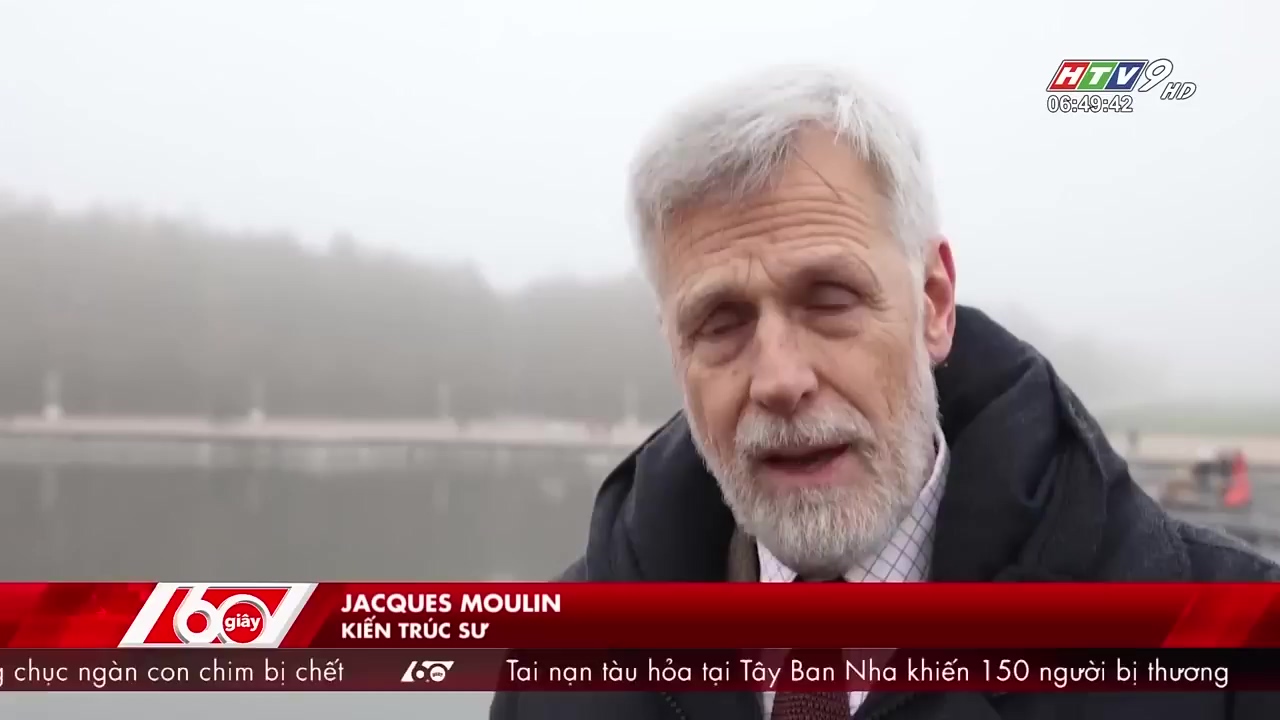 HTV9 HD
06:49:42
60 giây
JACQUES MOULIN
KIẾN TRÚC SƯ
chục ngàn con chim bị chết
60
Tai nạn tàu hỏa tại Tây Ban Nha khiến 150 người bị thương